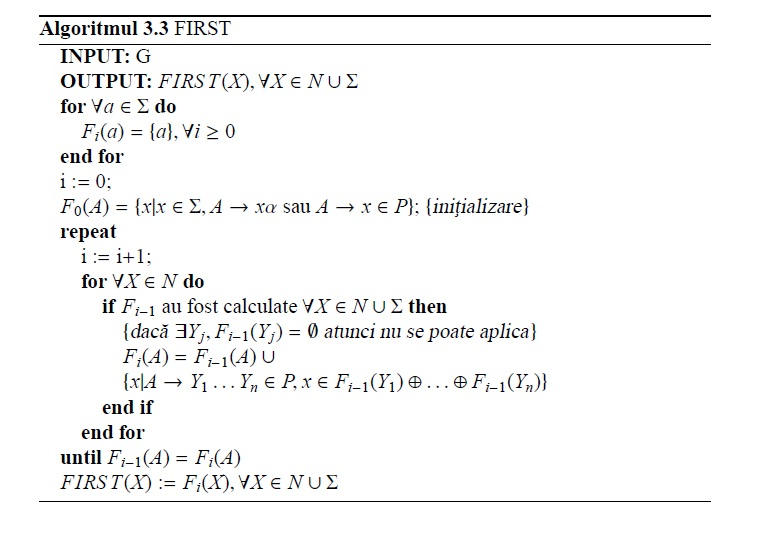 Algoritmul 3.3 FIRST
INPUT: G
OUTPUT: FIRST(X), ∀X ∈ N ∪ Σ
for ∀a ∈ Σ do
F_i(a) = {a}, ∀i ≥ 0
end for
i := 0;
F_0(A) = {x|x ∈ Σ, A → xα sau A → x ∈ P}; {iniţializare}
repeat
i := i+1;
for ∀X ∈ N do
if F_{i−1} au fost calculate ∀X ∈ N ∪ Σ then
{dacă ∃Y_j, F_{i−1}(Y_j) = ∅ atunci nu se poate aplica}
F_i(A) = F_{i−1}(A) ∪
{x|A → Y_1 . . . Y_n ∈ P, x ∈ F_{i−1}(Y_1) ⊕ . . . ⊕ F_{i−1}(Y_n)}
end if
end for
until F_{i−1}(A) = F_i(A)
FIRST(X) := F_i(X), ∀X ∈ N ∪ Σ